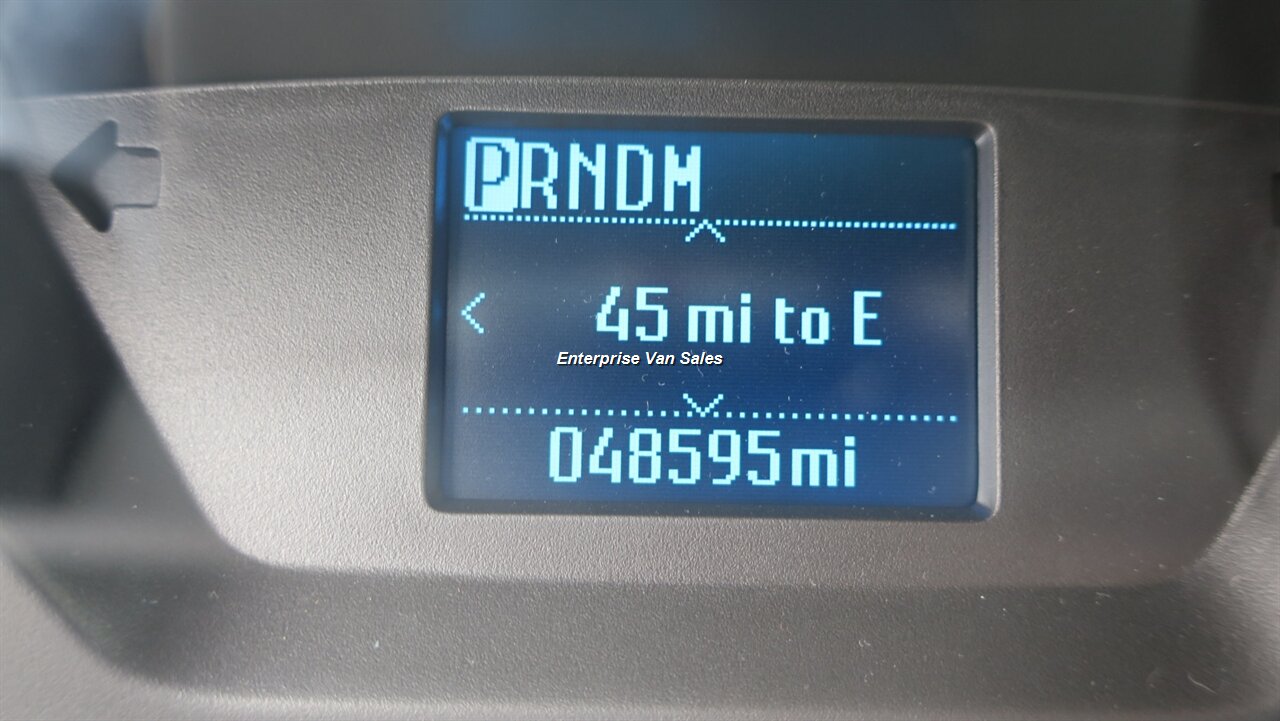 PRNDM
45 mi to E
Enterprise Van Sales
048595mi